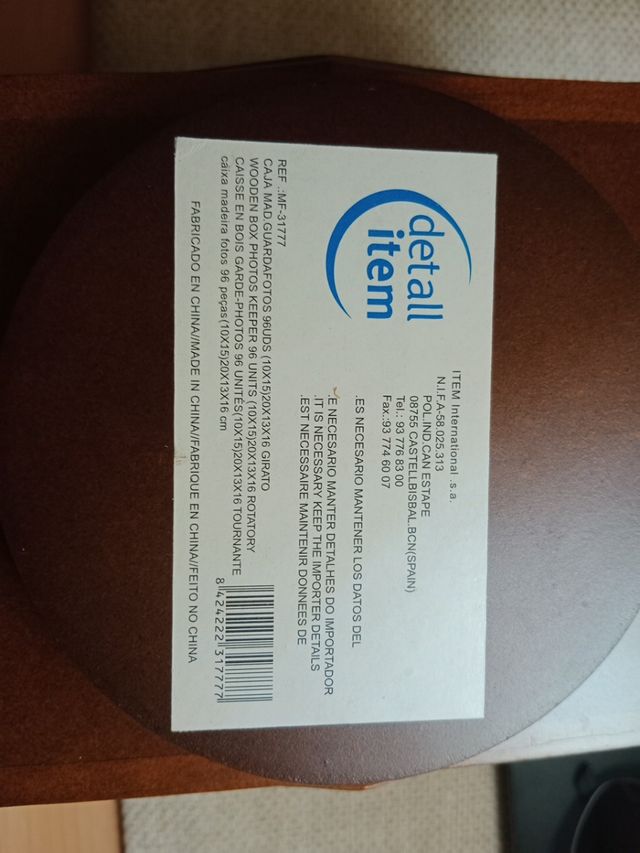 detall
item
ITEM International .s.a.
N.I.F.A-58.025.313
POL.IND.CAN ESTAPE
08755 CASTELLBISBAL.BCN(SPAIN)
Tel.: 93 776 83 00
Fax.:93 774 60 07
.ES NECESARIO MANTENER LOS DATOS DEL
.E NECESARIO MANTER DETALHES DO IMPORTADOR
.IT IS NECESSARY KEEP THE IMPORTER DETAILS
.EST NECESSAIRE MAINTENIR DONNEES DE
REF .:MF-31777
CAJA MAD.GUARDAFOTOS 96UDS (10X15)20X13X16 GIRATO
WOODEN BOX PHOTOS KEEPER 96 UNITS (10X15)20X13X16 ROTATORY
CAISSE EN BOIS GARDE-PHOTOS 96 UNITÉS(10X15)20X13X16 TOURNANTE
caixa madeira fotos 96 peças(10X15)20X13X16 cm
8 424222 317777
FABRICADO EN CHINA//MADE IN CHINA//FABRIQUE EN CHINA//FEITO NO CHINA